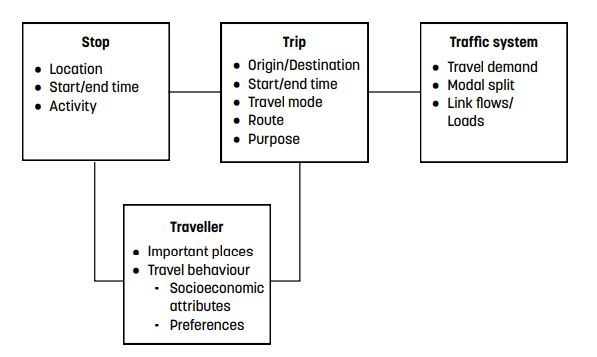 Stop
• Location
• Start/end time
• Activity
Trip
• Origin/Destination
• Start/end time
• Travel mode
• Route
• Purpose
Traffic system
• Travel demand
• Modal split
• Link flows/
Loads
Traveller
• Important places
• Travel behaviour
- Socioeconomic
attributes
- Preferences